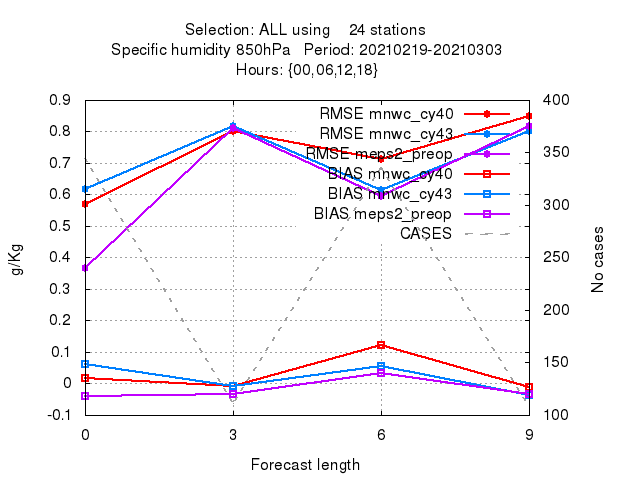 Selection: ALL using 24 stations
Specific humidity 850hPa Period: 20210219-20210303
Hours: {00,06,12,18}
0.9
0.8
0.7
0.6
0.5
0.4
0.3
0.2
0.1
0
-0.1
g/Kg
RMSE mnwc_cy40
RMSE mnwc_cy43
RMSE meps2_preop
BIAS mnwc_cy40
BIAS mnwc_cy43
BIAS meps2_preop
CASES
400
350
300
250
200
150
100
No cases
0 3 6 9
Forecast length